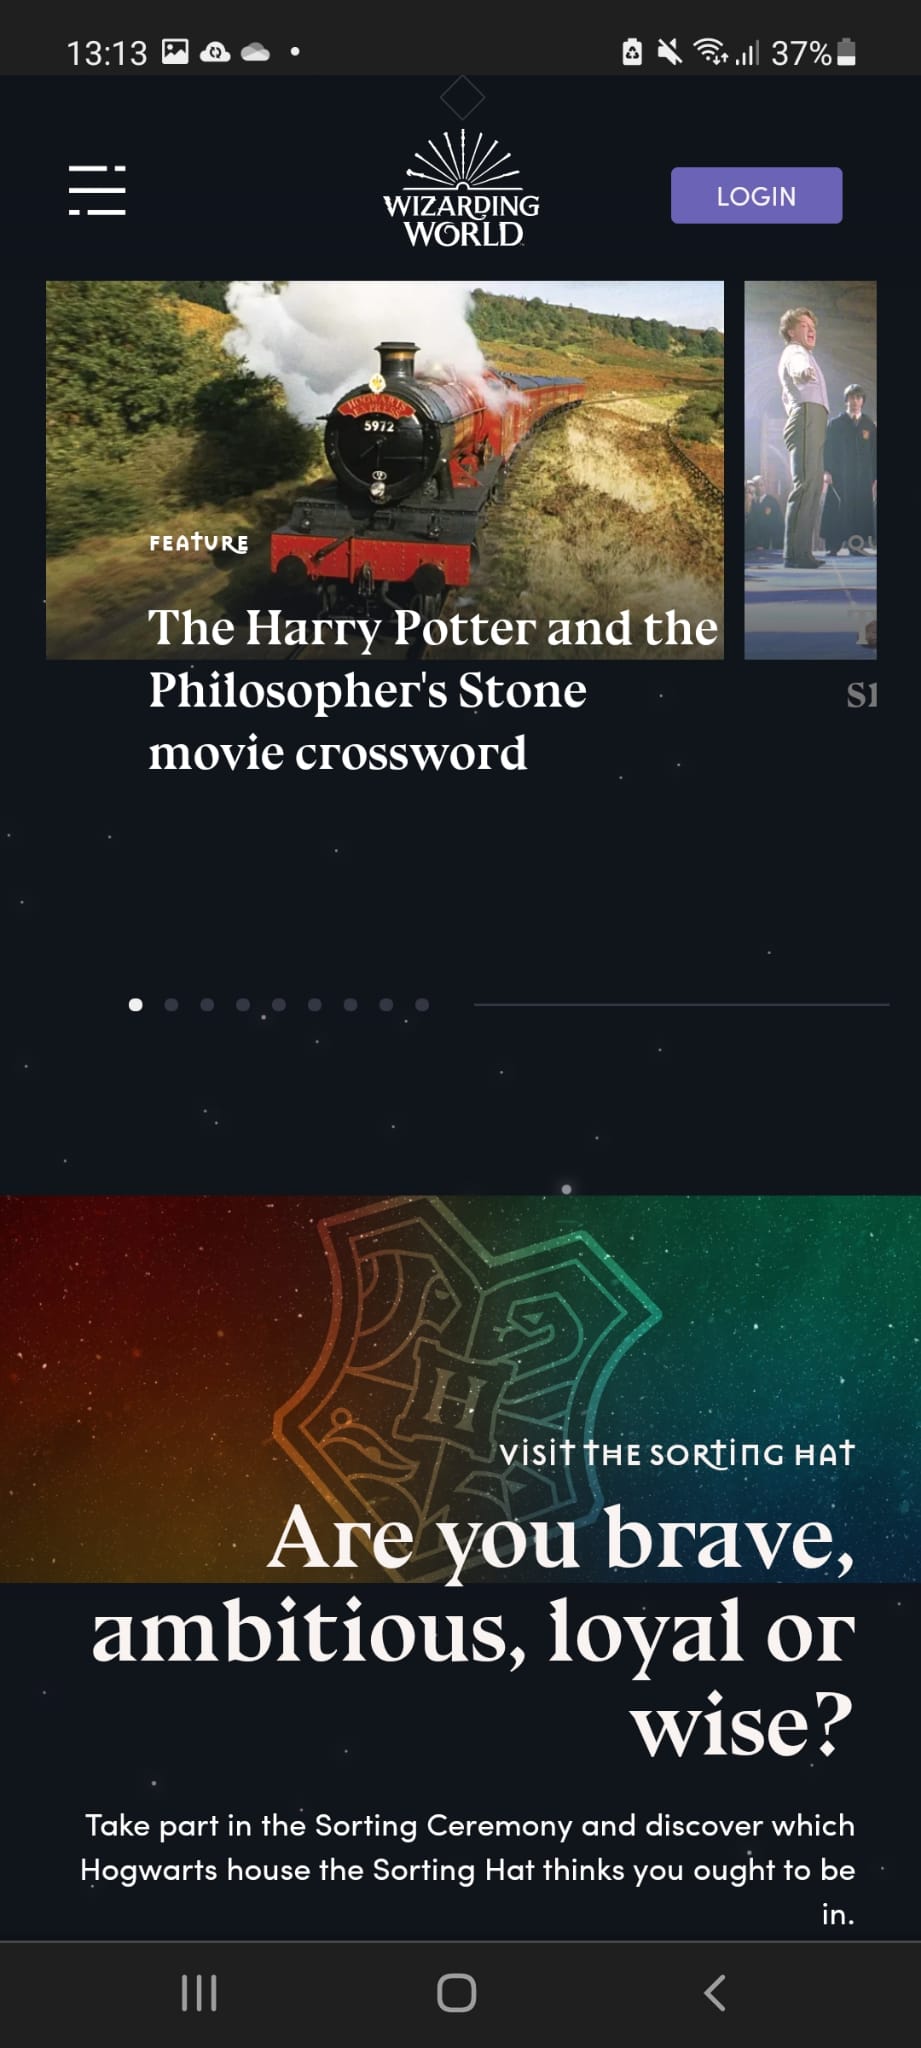 13:13
37%
WIZARDING
WORLD
LOGIN
HOGWARTS
EXPRESS
5972
FEATURE
The Harry Potter and the
Philosopher's Stone
movie crossword
VISIT THE SORTING HAT
Are you brave,
ambitious, loyal or
wise?
Take part in the Sorting Ceremony and discover which
Hogwarts house the Sorting Hat thinks you ought to be
in.
H